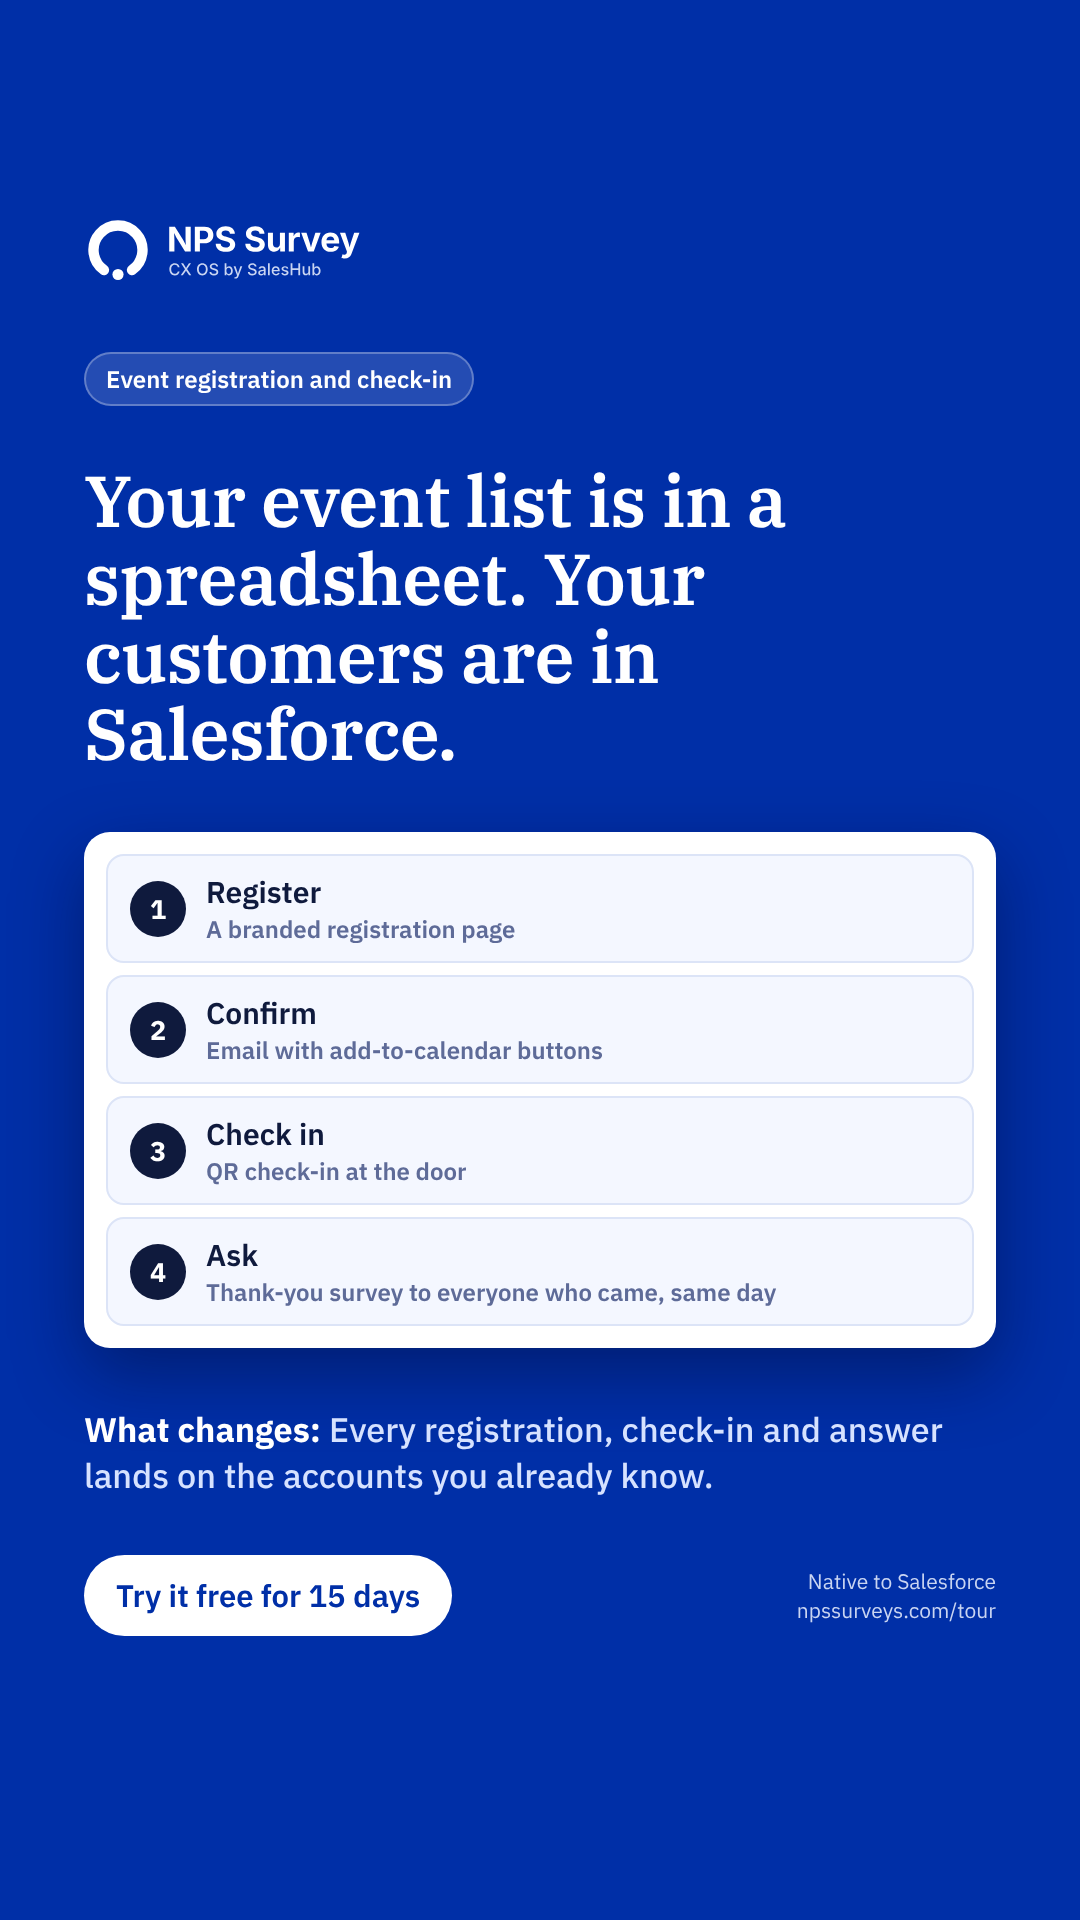 NPS Survey
CX OS by SalesHub
Event registration and check-in
Your event list is in a
spreadsheet. Your
customers are in
Salesforce.
1
Register
A branded registration page
2
Confirm
Email with add-to-calendar buttons
3
Check in
QR check-in at the door
4
Ask
Thank-you survey to everyone who came, same day
What changes: Every registration, check-in and answer
lands on the accounts you already know.
Try it free for 15 days
Native to Salesforce
npssurveys.com/tour